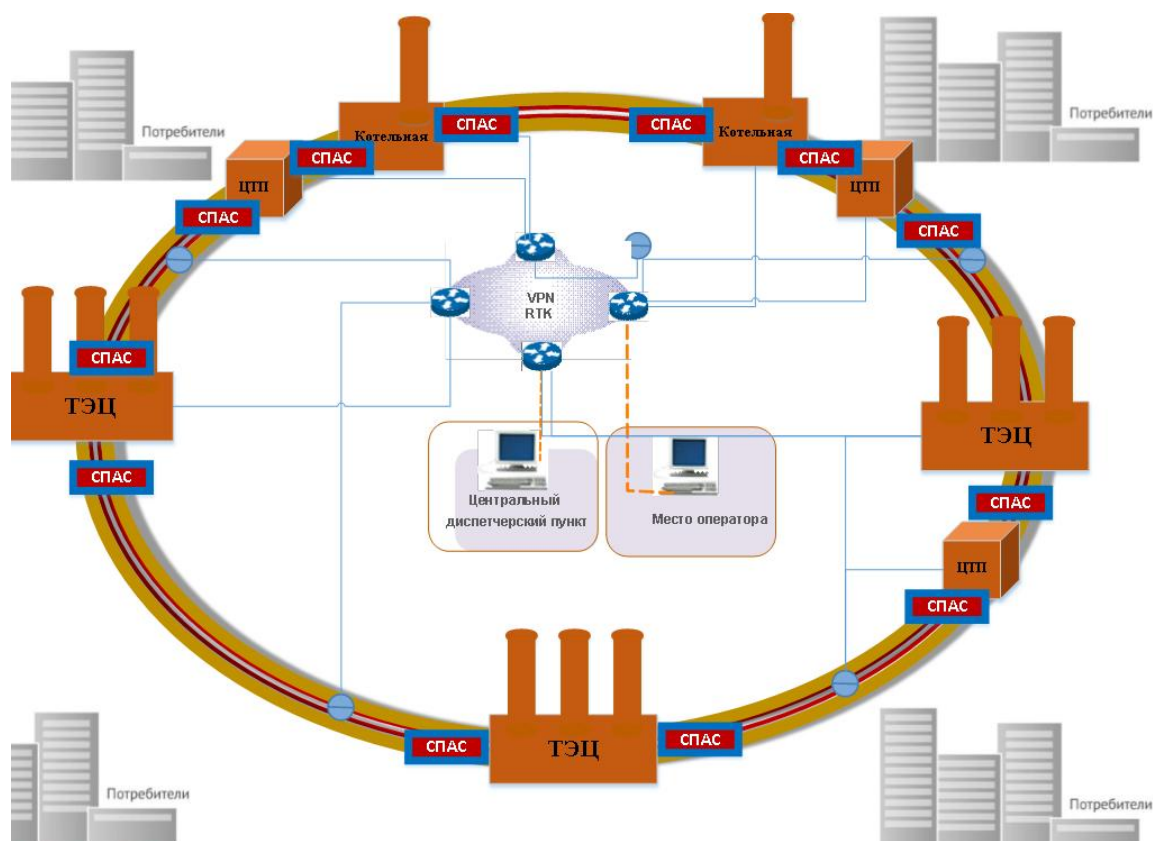 Потребители
Котельная
СПАС
СПАС
Котельная
Потребители
СПАС
ЦТП
СПАС
СПАС
ЦТП
СПАС
VPN
RTK
СПАС
ТЭЦ
ТЭЦ
СПАС
Центральный
диспетчерский пункт
Место оператора
СПАС
ЦТП
СПАС
ТЭЦ
СПАС
СПАС
Потребители
Потребители